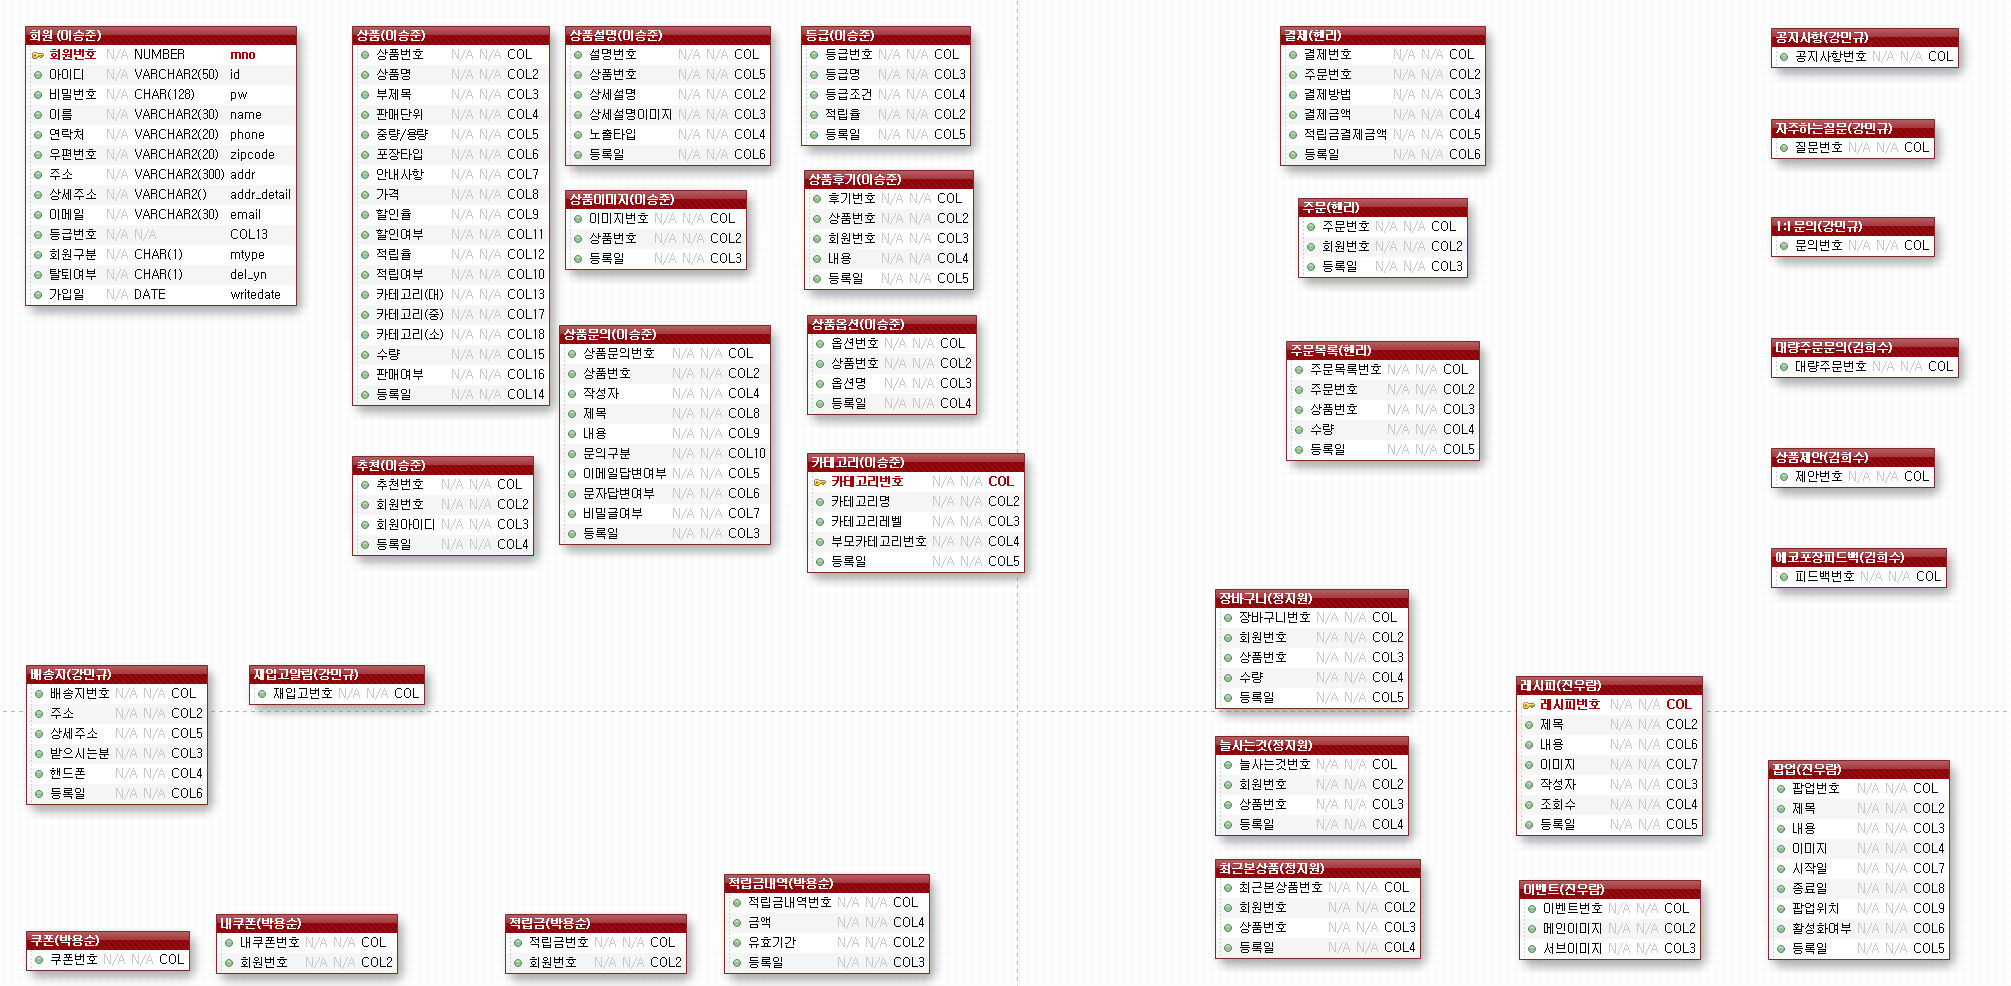 회원 (이승준)
회원번호 N/A NUMBER mno
아이디 N/A VARCHAR2(50) id
비밀번호 N/A CHAR(128) pw
이름 N/A VARCHAR2(30) name
연락처 N/A VARCHAR2(20) phone
우편번호 N/A VARCHAR2(20) zipcode
주소 N/A VARCHAR2(300) addr
상세주소 N/A VARCHAR2() addr_detail
이메일 N/A VARCHAR2(30) email
등급번호 N/A N/A COL13
회원구분 N/A CHAR(1) mtype
탈퇴여부 N/A CHAR(1) del_yn
가입일 N/A DATE writedate
상품(이승준)
상품번호 N/A N/A COL
상품명 N/A N/A COL2
부제목 N/A N/A COL3
판매단위 N/A N/A COL4
중량/용량 N/A N/A COL5
포장타입 N/A N/A COL6
안내사항 N/A N/A COL7
가격 N/A N/A COL8
할인율 N/A N/A COL9
할인여부 N/A N/A COL11
적립율 N/A N/A COL12
적립여부 N/A N/A COL10
카테고리(대) N/A N/A COL13
카테고리(중) N/A N/A COL17
카테고리(소) N/A N/A COL18
수량 N/A N/A COL15
판매여부 N/A N/A COL16
등록일 N/A N/A COL14
상품설명(이승준)
설명번호 N/A N/A COL
상품번호 N/A N/A COL5
상세설명 N/A N/A COL2
상세설명이미지 N/A N/A COL3
노출타입 N/A N/A COL4
등록일 N/A N/A COL6
등급(이승준)
등급번호 N/A N/A COL
등급명 N/A N/A COL3
등급조건 N/A N/A COL4
적립율 N/A N/A COL2
등록일 N/A N/A COL5
상품이미지(이승준)
이미지번호 N/A N/A COL
상품번호 N/A N/A COL2
등록일 N/A N/A COL3
상품후기(이승준)
후기번호 N/A N/A COL
상품번호 N/A N/A COL2
회원번호 N/A N/A COL3
내용 N/A N/A COL4
등록일 N/A N/A COL5
상품문의(이승준)
상품문의번호 N/A N/A COL
상품번호 N/A N/A COL2
작성자 N/A N/A COL4
제목 N/A N/A COL8
내용 N/A N/A COL9
문의구분 N/A N/A COL10
이메일답변여부 N/A N/A COL5
문자답변여부 N/A N/A COL6
비밀글여부 N/A N/A COL7
등록일 N/A N/A COL3
상품옵션(이승준)
옵션번호 N/A N/A COL
상품번호 N/A N/A COL2
옵션명 N/A N/A COL3
등록일 N/A N/A COL4
추천(이승준)
추천번호 N/A N/A COL
회원번호 N/A N/A COL2
회원아이디 N/A N/A COL3
등록일 N/A N/A COL4
카테고리(이승준)
카테고리번호 N/A N/A COL
카테고리명 N/A N/A COL2
카테고리레벨 N/A N/A COL3
부모카테고리번호 N/A N/A COL4
등록일 N/A N/A COL5
결제(헨리)
결제번호 N/A N/A COL
주문번호 N/A N/A COL2
결제방법 N/A N/A COL3
결제금액 N/A N/A COL4
적립금결제금액 N/A N/A COL5
등록일 N/A N/A COL6
주문(헨리)
주문번호 N/A N/A COL
회원번호 N/A N/A COL2
등록일 N/A N/A COL3
주문목록(헨리)
주문목록번호 N/A N/A COL
주문번호 N/A N/A COL2
상품번호 N/A N/A COL3
수량 N/A N/A COL4
등록일 N/A N/A COL5
공지사항(강민규)
공지사항번호 N/A N/A COL
자주하는질문(강민규)
질문번호 N/A N/A COL
1:1문의(강민규)
문의번호 N/A N/A COL
대량주문문의(김희수)
대량주문번호 N/A N/A COL
상품제안(김희수)
제안번호 N/A N/A COL
에코포장피드백(김희수)
피드백번호 N/A N/A COL
배송지(강민규)
배송지번호 N/A N/A COL
주소 N/A N/A COL2
상세주소 N/A N/A COL5
받으시는분 N/A N/A COL3
핸드폰 N/A N/A COL4
등록일 N/A N/A COL6
재입고알림(강민규)
재입고번호 N/A N/A COL
장바구니(정지원)
장바구니번호 N/A N/A COL
회원번호 N/A N/A COL2
상품번호 N/A N/A COL3
수량 N/A N/A COL4
등록일 N/A N/A COL5
늘사는것(정지원)
늘사는것번호 N/A N/A COL
회원번호 N/A N/A COL2
상품번호 N/A N/A COL3
등록일 N/A N/A COL4
최근본상품(정지원)
최근본상품번호 N/A N/A COL
회원번호 N/A N/A COL2
상품번호 N/A N/A COL3
등록일 N/A N/A COL4
레시피(진우람)
레시피번호 N/A N/A COL
제목 N/A N/A COL2
내용 N/A N/A COL6
이미지 N/A N/A COL7
작성자 N/A N/A COL3
조회수 N/A N/A COL4
등록일 N/A N/A COL5
이벤트(진우람)
이벤트번호 N/A N/A COL
메인이미지 N/A N/A COL2
서브이미지 N/A N/A COL3
팝업(진우람)
팝업번호 N/A N/A COL
제목 N/A N/A COL2
내용 N/A N/A COL3
이미지 N/A N/A COL4
시작일 N/A N/A COL7
종료일 N/A N/A COL8
팝업위치 N/A N/A COL9
활성화여부 N/A N/A COL6
등록일 N/A N/A COL5
쿠폰(박용순)
쿠폰번호 N/A N/A COL
내쿠폰(박용순)
내쿠폰번호 N/A N/A COL
회원번호 N/A N/A COL2
적립금(박용순)
적립금번호 N/A N/A COL
회원번호 N/A N/A COL2
적립금내역(박용순)
적립금내역번호 N/A N/A COL
금액 N/A N/A COL4
유효기간 N/A N/A COL2
등록일 N/A N/A COL3